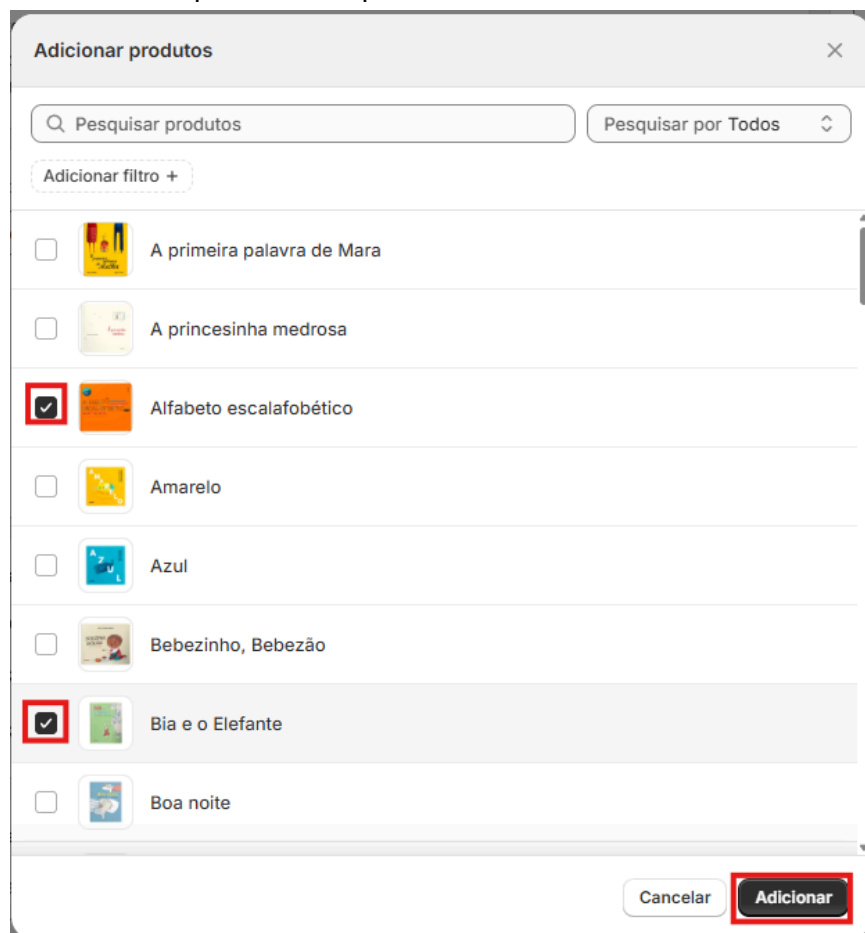 Adicionar produtos
Pesquisar produtos
Pesquisar por Todos
Adicionar filtro +
A primeira palavra de Mara
A princesinha medrosa
Alfabeto escalafobético
Amarelo
AZUL
Azul
Bebezinho, Bebezão
Bia e o Elefante
Boa noite
Cancelar
Adicionar